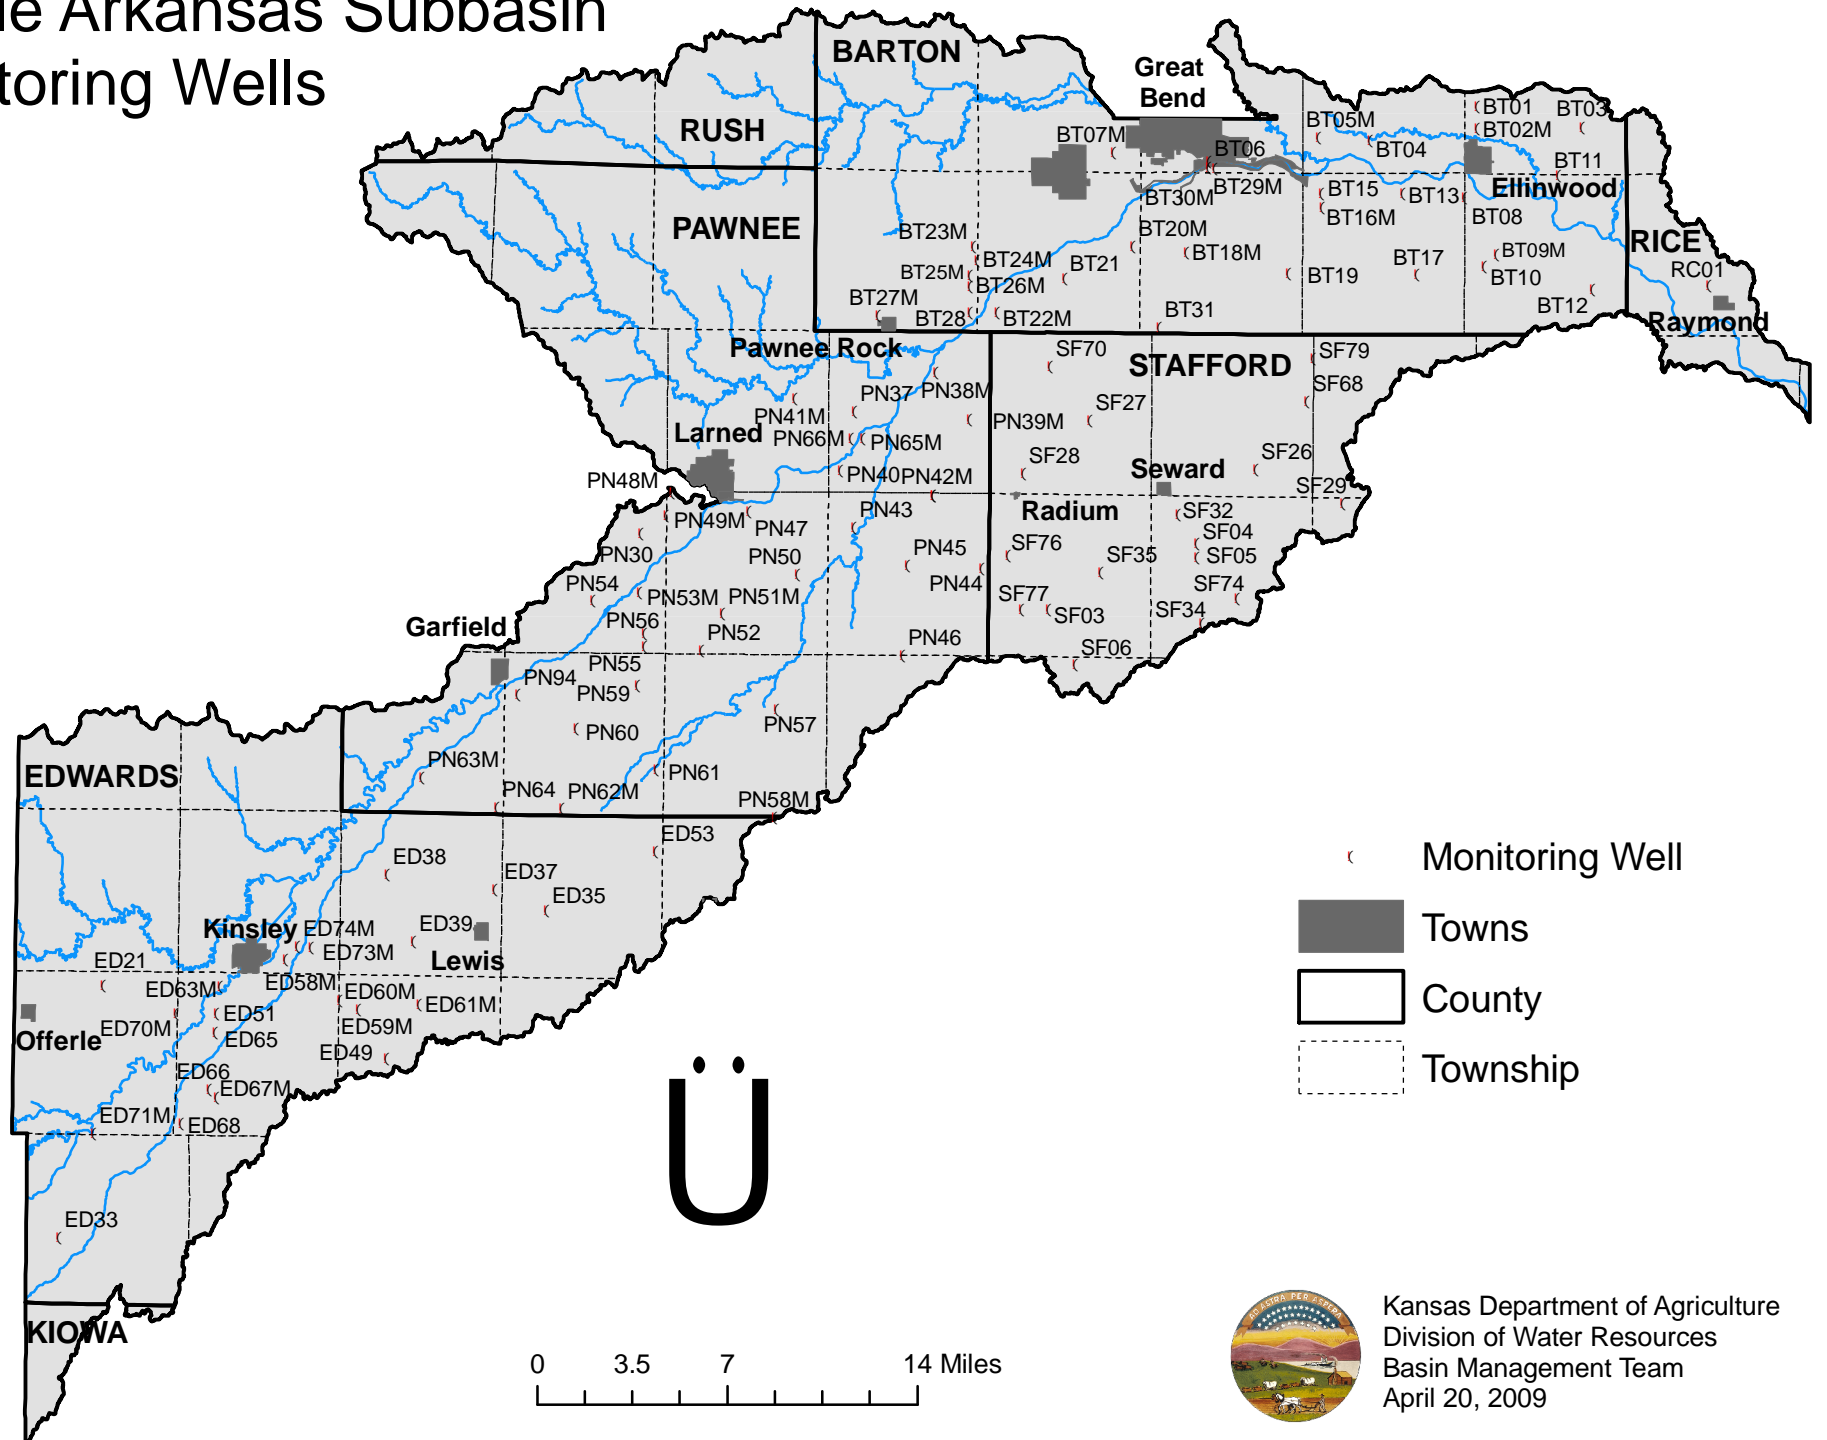 le Arkansas Subbasin
toring Wells
BARTON
Great
Bend
RUSH
PAWNEE
BT07M
BT06
BT05M
BT04
BT01
BT02M
BT03
BT11
Ellinwood
BT29M
BT30M
BT15
BT16M
BT13
BT08
BT23M
BT20M
BT24M
BT18M
BT25M
BT26M
BT21
BT19
BT17
BT09M
BT10
BT12
RICE
RC01
Raymond
BT27M
BT28
BT22M
BT31
Pawnee Rock
STAFFORD
SF70
SF79
SF68
PN37
PN38M
PN41M
PN39M
SF27
Larned
PN66M
PN65M
SF28
Seward
SF26
PN48M
PN40
PN42M
SF29
PN49M
PN47
PN43
Radium
SF32
SF04
SF05
PN30
PN50
PN45
PN44
SF76
SF35
SF74
PN54
PN53M
PN51M
SF77
SF03
SF34
Garfield
PN56
PN52
PN46
SF06
PN55
PN94
PN59
PN57
PN60
EDWARDS
PN63M
PN61
PN64
PN62M
PN58M
ED53
ED38
ED37
ED35
Kinsley
ED74M
ED39
ED73M
Lewis
ED21
ED63M
ED58M
ED60M
ED61M
ED51
ED59M
Offerle
ED70M
ED65
ED49
ED66
ED67M
ED71M
ED68
ED33
KIOWA
Ü
Monitoring Well
Towns
County
Township
0 3.5 7 14 Miles
AD ASTRA PER ASPERA
Kansas Department of Agriculture
Division of Water Resources
Basin Management Team
April 20, 2009